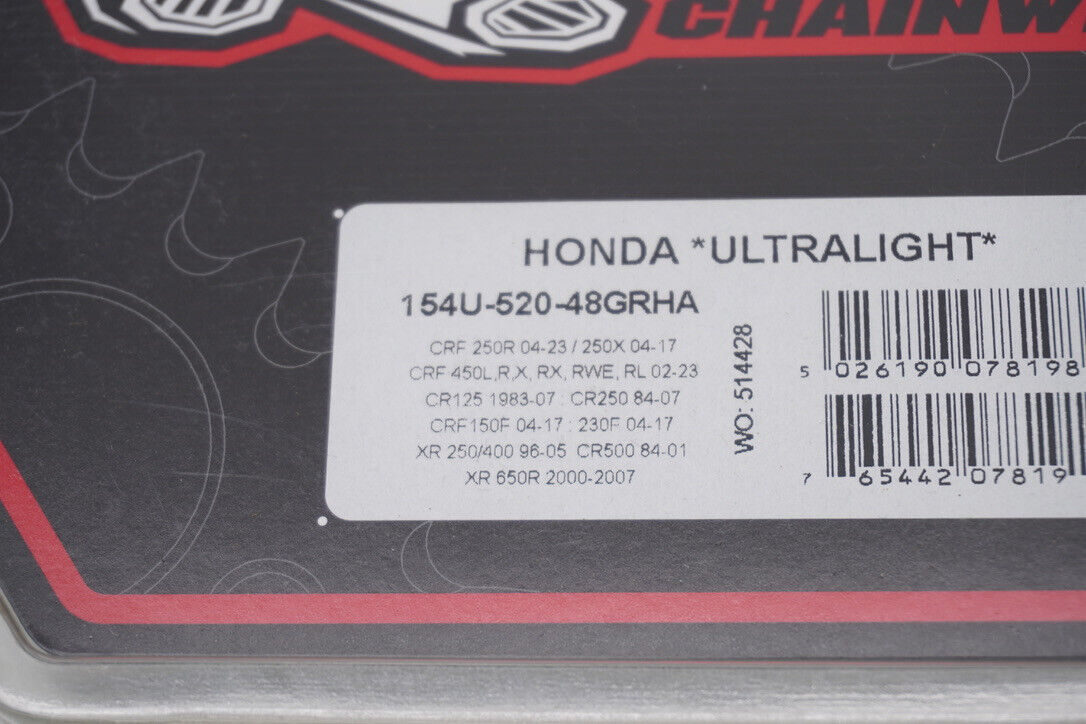 CHAINW
HONDA *ULTRALIGHT*
154U-520-48GRHA
CRF 250R 04-23 / 250X 04-17
CRF 450L,R,X, RX, RWE, RL 02-23
CR125 1983-07 : CR250 84-07
CRF150F 04-17 : 230F 04-17
XR 250/400 96-05 CR500 84-01
XR 650R 2000-2007
WO: 514428
5 026190 078198
7 65442 07819